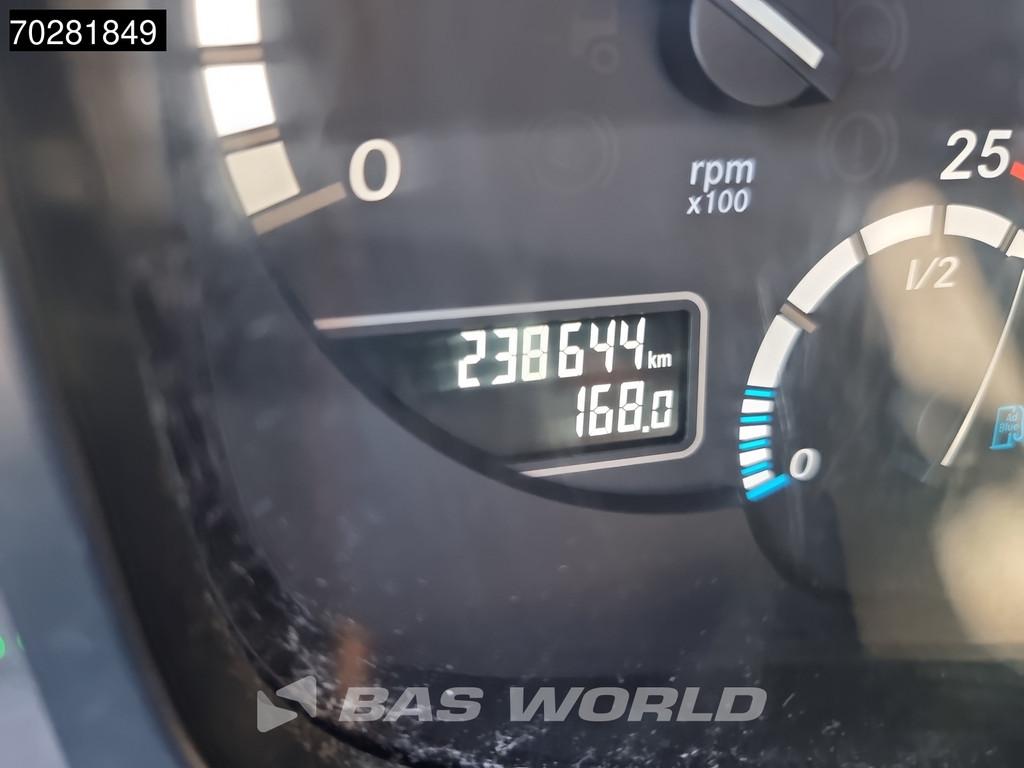 70281849
0
rpm
x100
25
1/2
238644 km
168.0
0
Ad
Blue
BAS WORLD